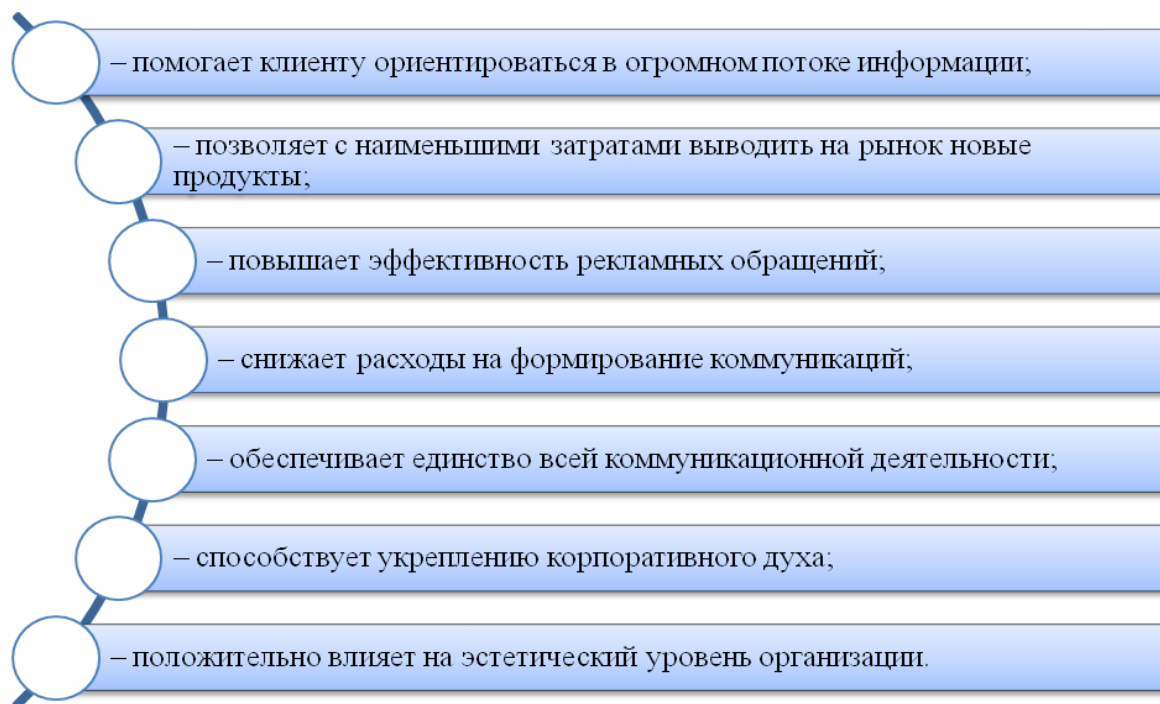 – помогает клиенту ориентироваться в огромном потоке информации;
– позволяет с наименьшими затратами выводить на рынок новые
продукты;
– повышает эффективность рекламных обращений;
– снижает расходы на формирование коммуникаций;
– обеспечивает единство всей коммуникационной деятельности;
– способствует укреплению корпоративного духа;
– положительно влияет на эстетический уровень организации.